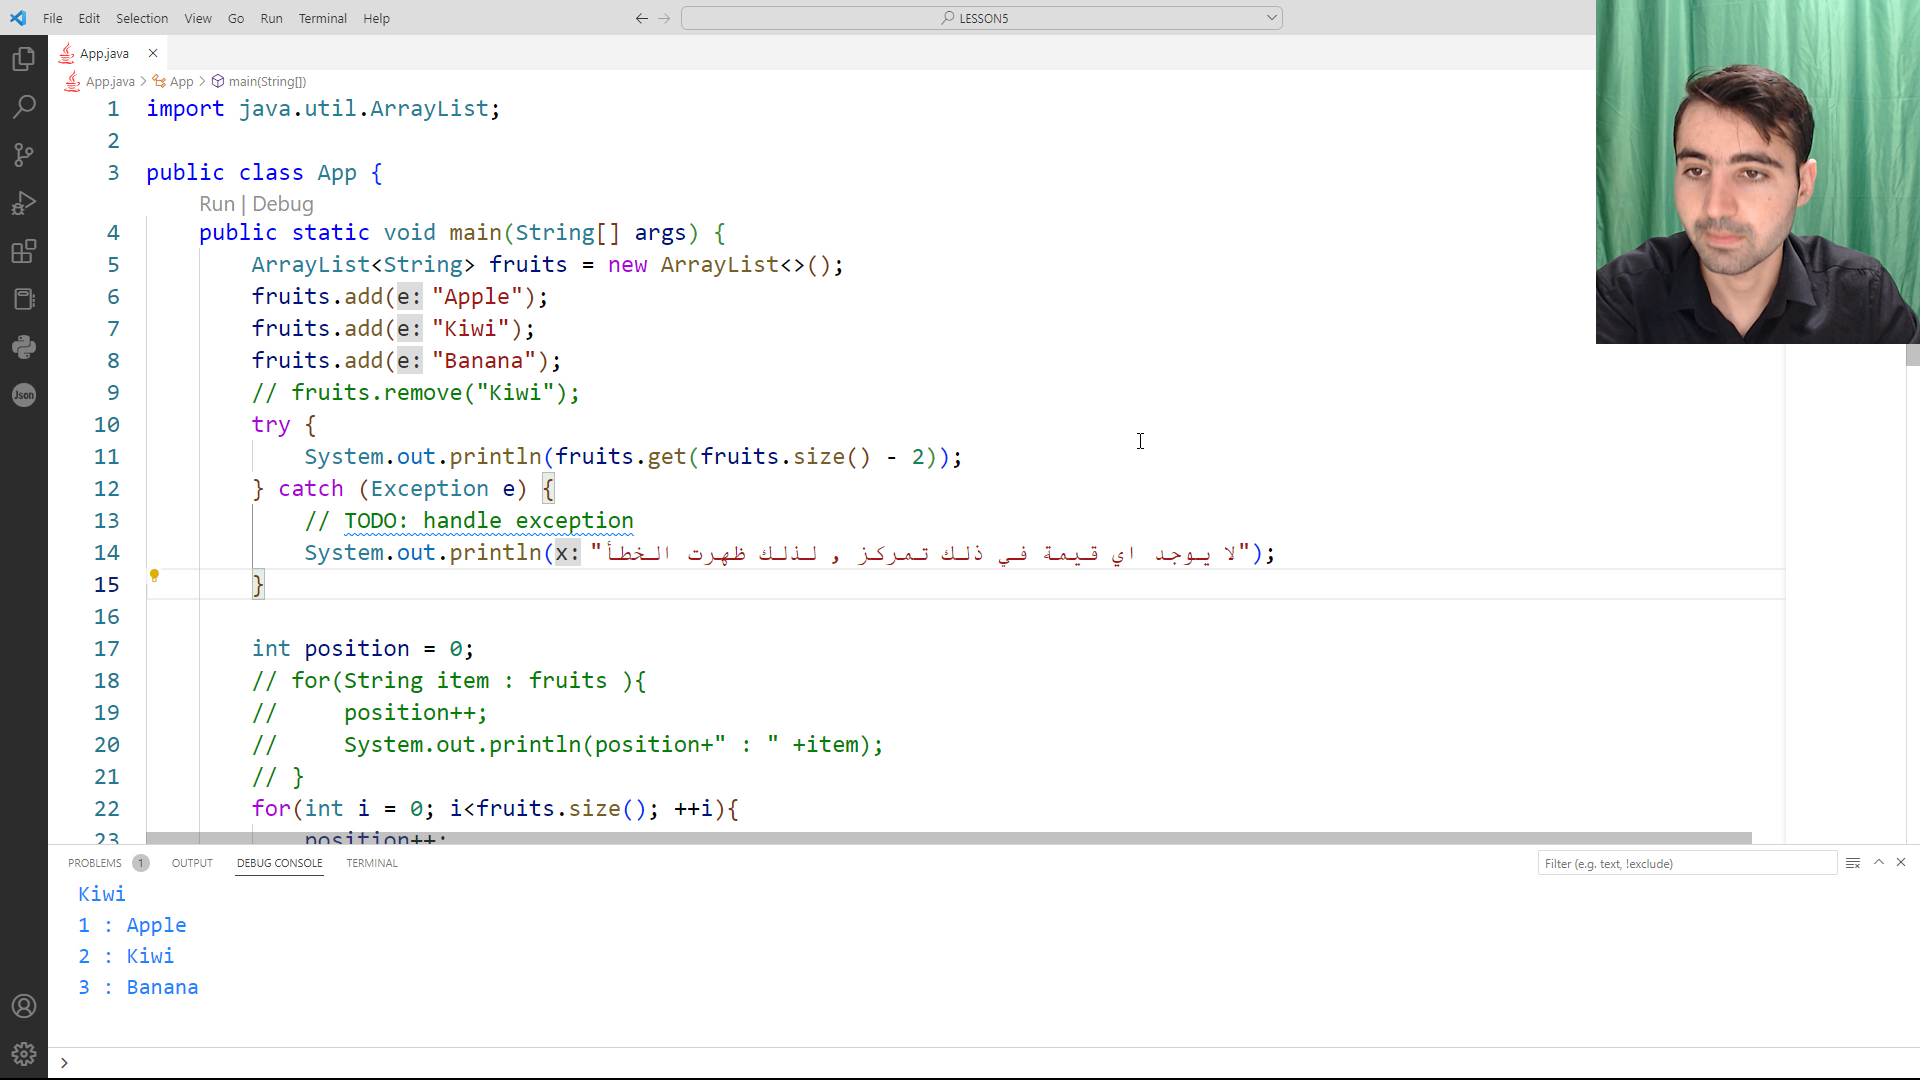 File Edit Selection View Go Run Terminal Help
LESSON5
App.java
App.java > App > main(String[])
1 import java.util.ArrayList;
2
3 public class App {
Run | Debug
4 public static void main(String[] args) {
5 ArrayList<String> fruits = new ArrayList<>();
6 fruits.add(e: "Apple");
7 fruits.add(e: "Kiwi");
8 fruits.add(e: "Banana");
9 // fruits.remove("Kiwi");
10 try {
11 System.out.println(fruits.get(fruits.size() - 2));
12 } catch (Exception e) {
13 // TODO: handle exception
14 System.out.println(x: "لا يوجد اي قيمة في ذلك تمركز , لذلك ظهرت الخطأ");
15 }
16
17 int position = 0;
18 // for(String item : fruits ){
19 // position++;
20 // System.out.println(position+" : " +item);
21 // }
22 for(int i = 0; i<fruits.size(); ++i){
23 position++;
PROBLEMS 1 OUTPUT DEBUG CONSOLE TERMINAL
Filter (e.g. text, !exclude)
Kiwi
1 : Apple
2 : Kiwi
3 : Banana
>
Json